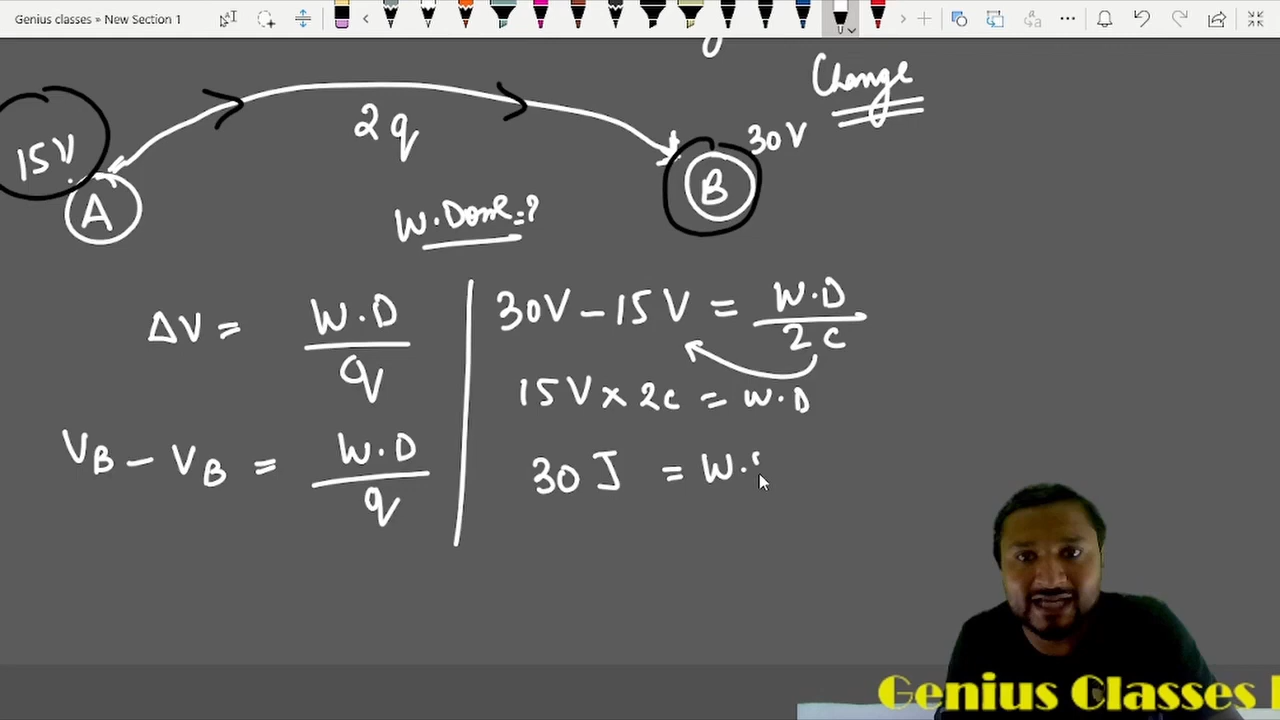 Genius classes » New Section 1
Change
15V
2q
30V
A
B
W.Done=?
ΔV = W.D / q
30V - 15V = W.D / 2c
15V × 2c = W.D
VB - VB = W.D / q
30 J = W.
Genius Classes